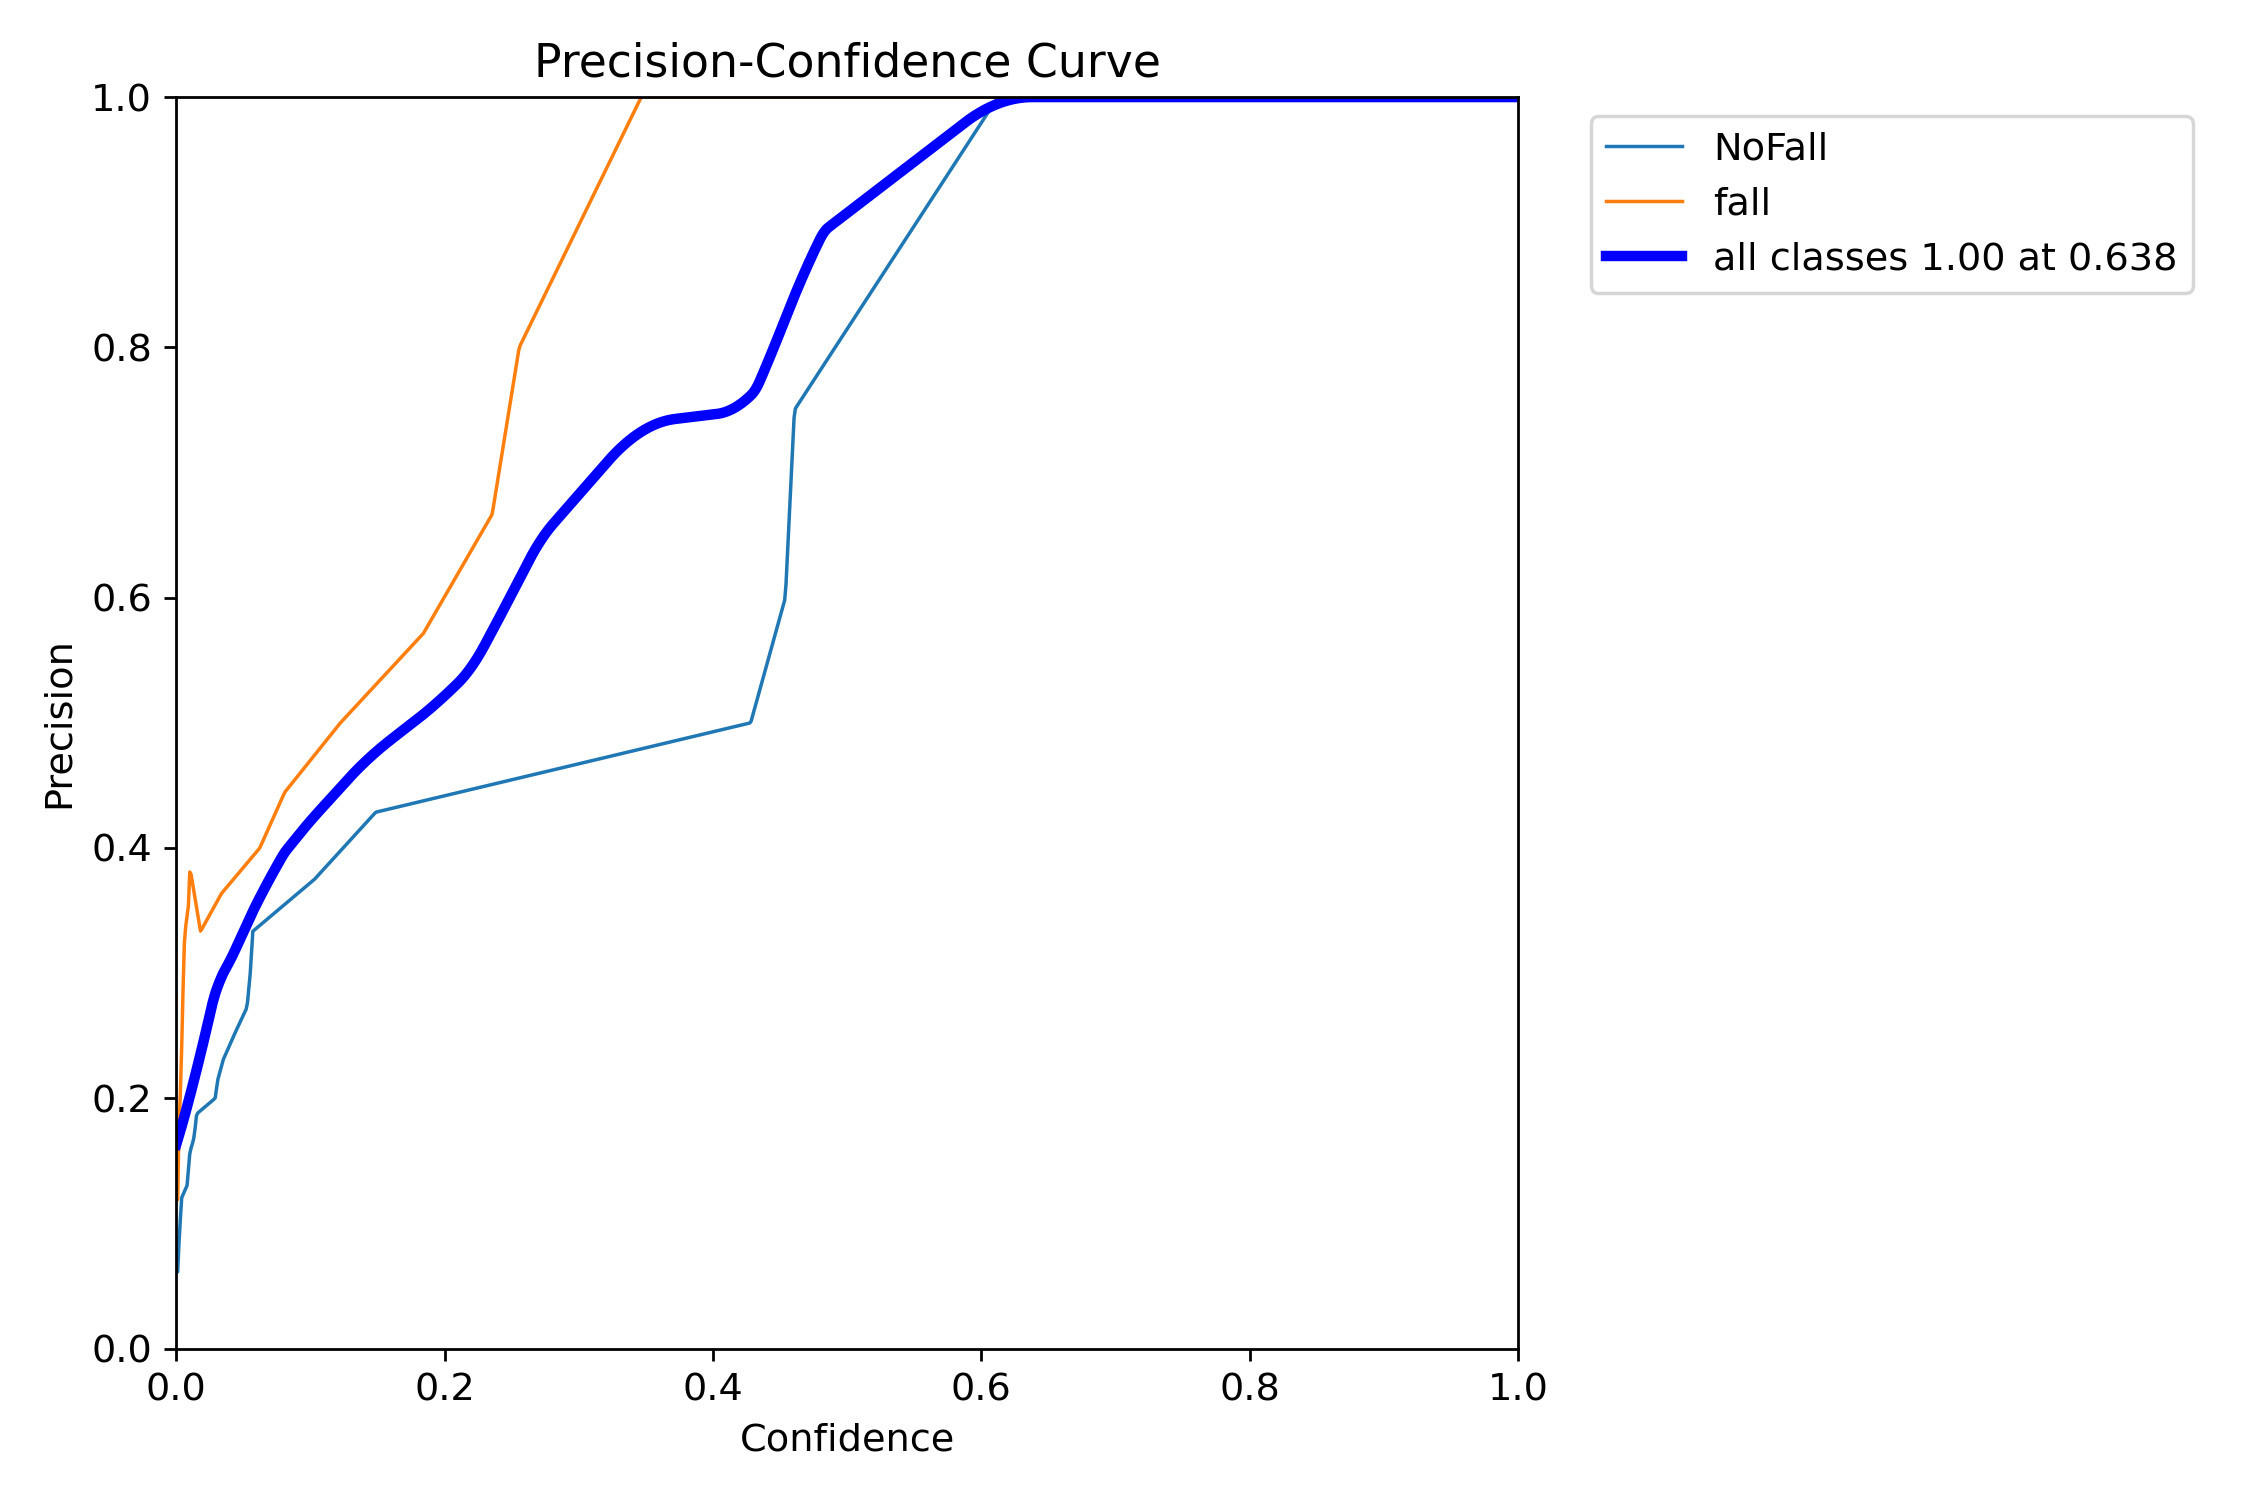 Precision-Confidence Curve
1.0
0.8
0.6
0.4
0.2
0.0
Precision
0.0 0.2 0.4 0.6 0.8 1.0
Confidence
NoFall
fall
all classes 1.00 at 0.638